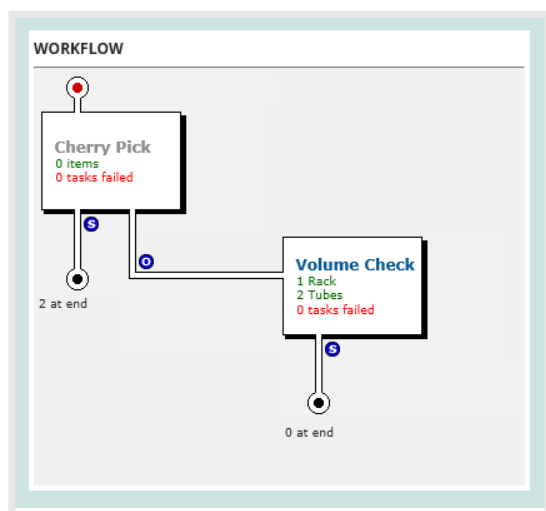 WORKFLOW
Cherry Pick
0 items
0 tasks failed
S
O
2 at end
Volume Check
1 Rack
2 Tubes
0 tasks failed
S
0 at end